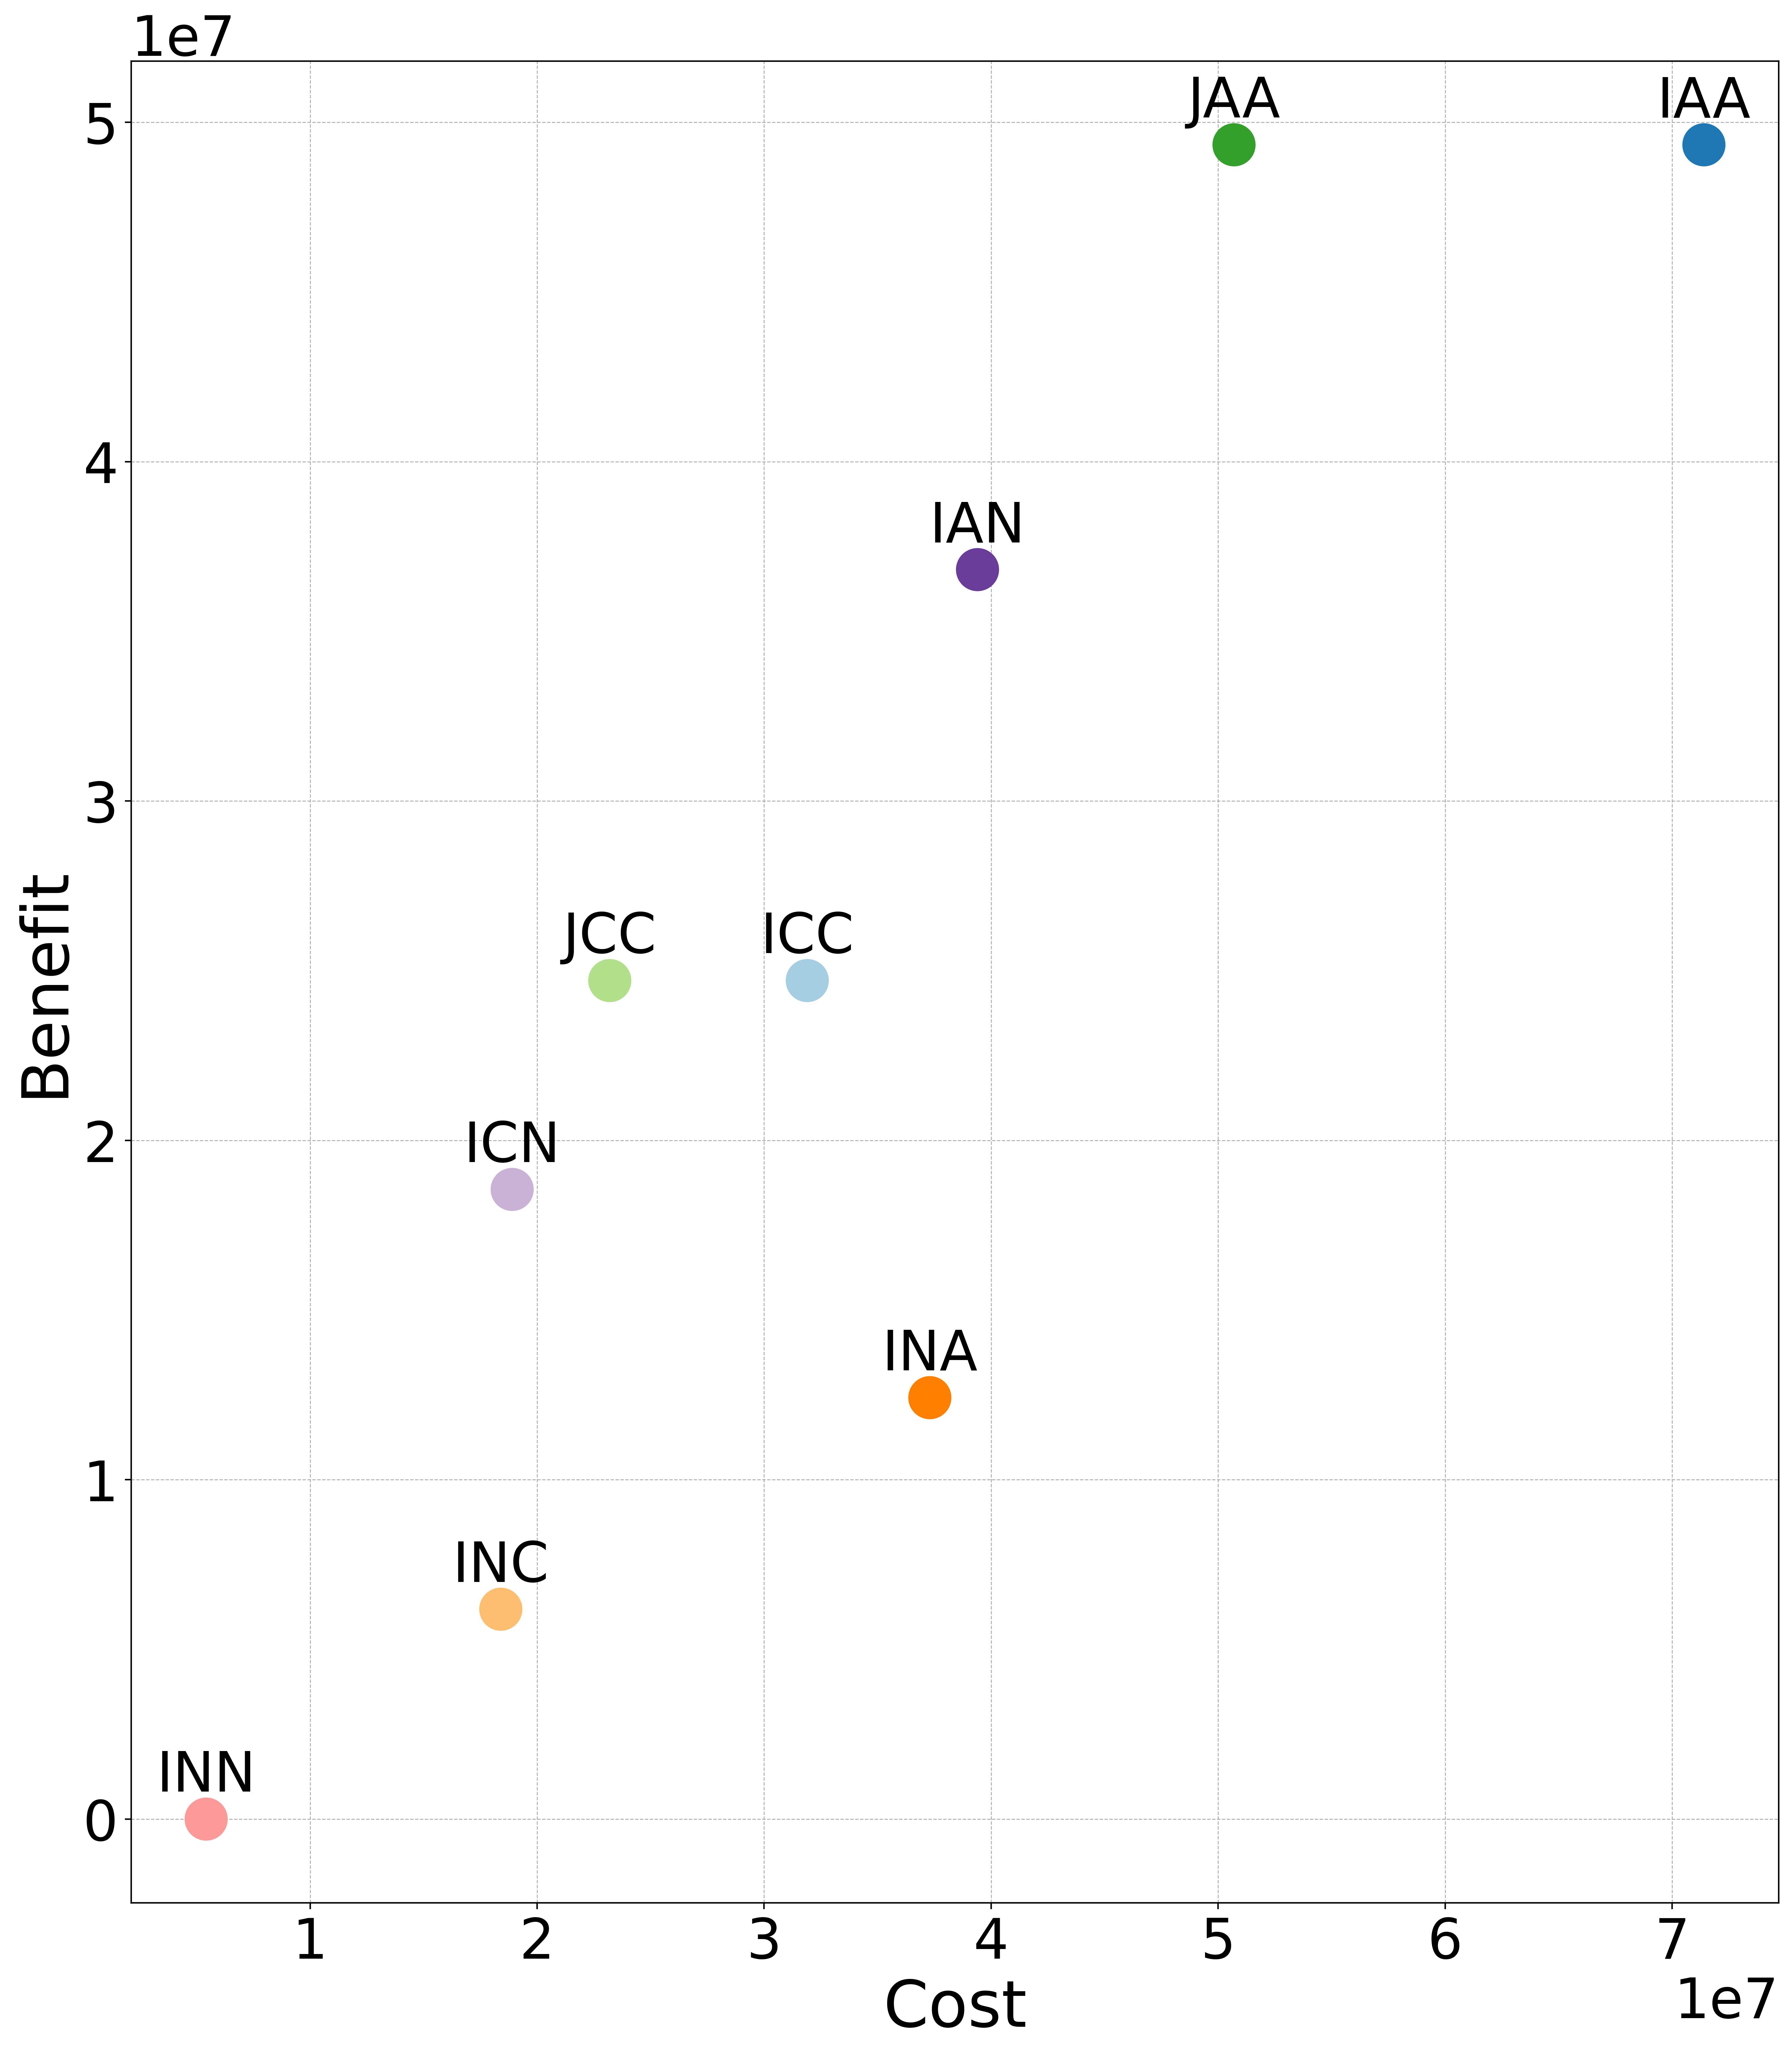 1e7
5
4
3
2
1
0
Benefit
JAA
IAA
IAN
JCC
ICC
ICN
INA
INC
INN
1 2 3 4 5 6 7
1e7
Cost